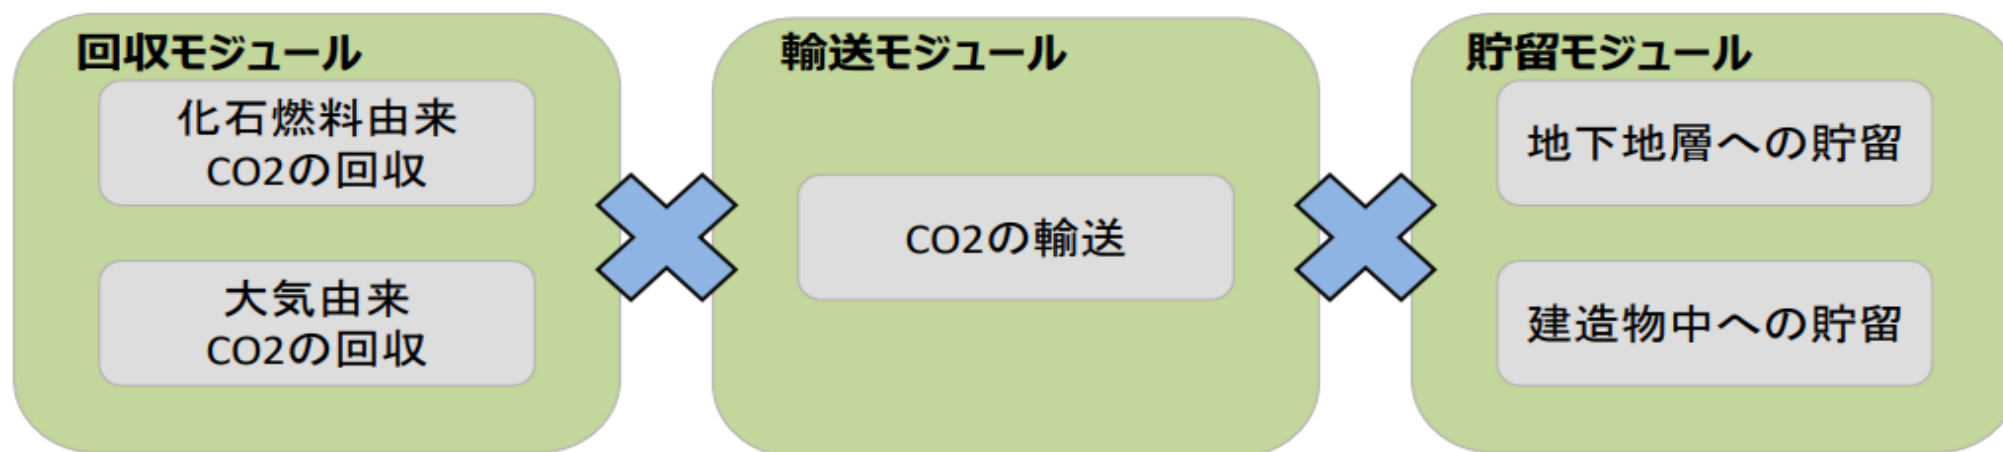 回収モジュール
化石燃料由来
CO2の回収
大気由来
CO2の回収
輸送モジュール
CO2の輸送
貯留モジュール
地下地層への貯留
建造物中への貯留